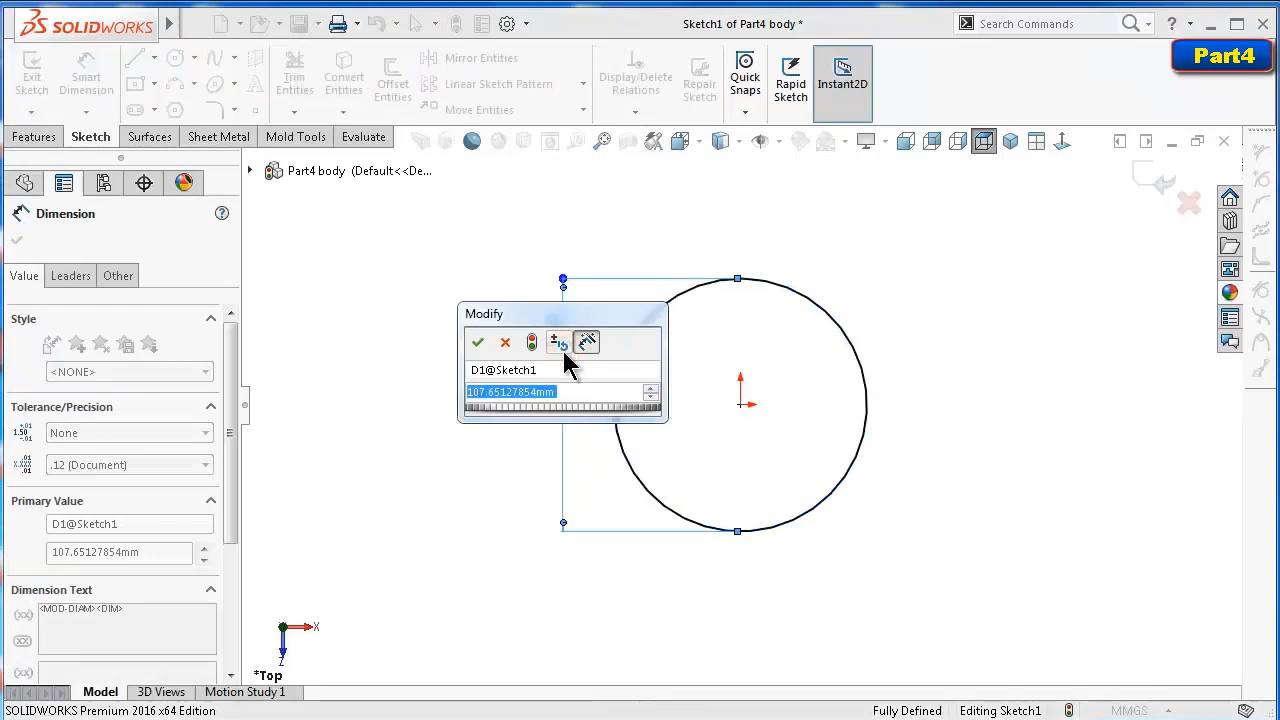 SOLIDWORKS
Sketch1 of Part4 body *
Search Commands
?
Part4
Exit
Sketch
Smart
Dimension
Trim
Entities
Convert
Entities
Offset
Entities
Mirror Entities
Linear Sketch Pattern
Move Entities
Display/Delete
Relations
Repair
Sketch
Quick
Snaps
Rapid
Sketch
Instant2D
Features
Sketch
Surfaces
Sheet Metal
Mold Tools
Evaluate
Part4 body (Default<<De...
Dimension
?
Value
Leaders
Other
Style
<NONE>
Tolerance/Precision
None
.12 (Document)
Primary Value
D1@Sketch1
107.65127854mm
Dimension Text
<MOD-DIAM><DIM>
Modify
D1@Sketch1
107.65127854mm
X
Z
*Top
Model
3D Views
Motion Study 1
SOLIDWORKS Premium 2016 x64 Edition
Fully Defined
Editing Sketch1
MMGS